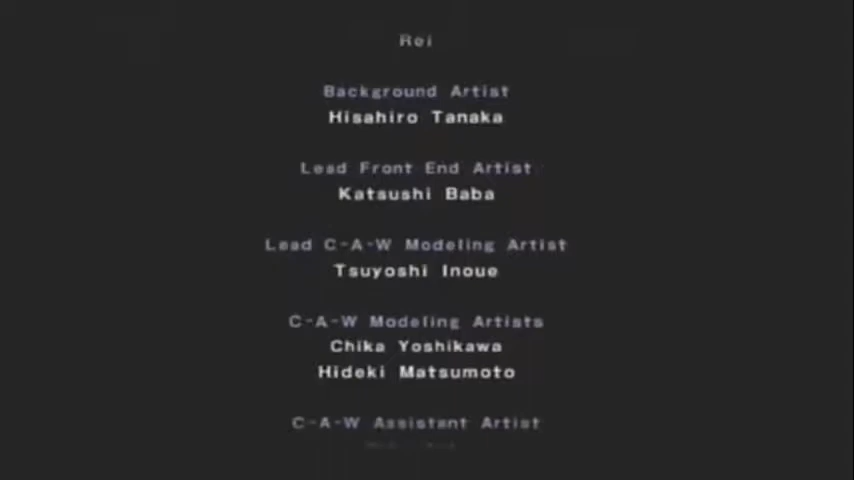 Rei
Background Artist
Hisahiro Tanaka
Lead Front End Artist
Katsushi Baba
Lead C-A-W Modeling Artist
Tsuyoshi Inoue
C-A-W Modeling Artists
Chika Yoshikawa
Hideki Matsumoto
C-A-W Assistant Artist